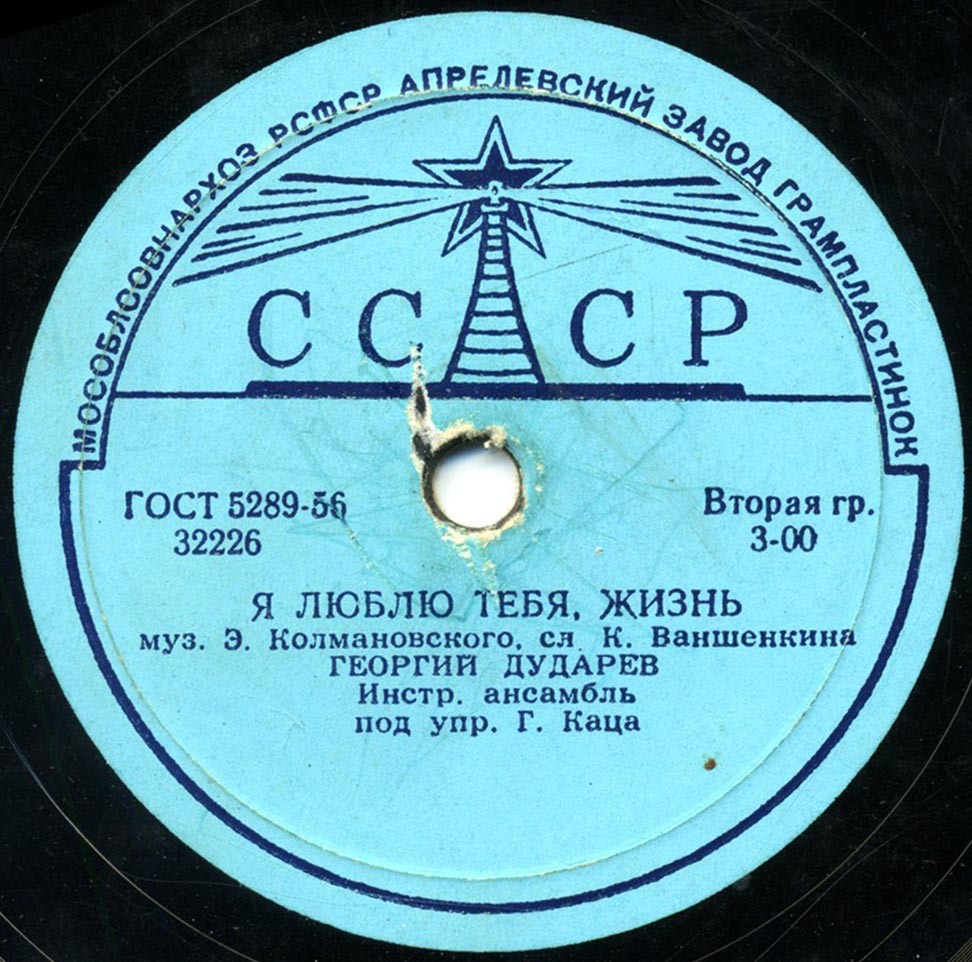 МОСОБЛСОВНАРХОЗ РСФСР АПРЕЛЕВСКИЙ ЗАВОД ГРАМПЛАСТИНОК
СССР
ГОСТ 5289-56
32226
Вторая гр.
3-00
Я ЛЮБЛЮ ТЕБЯ, ЖИЗНЬ
муз. Э. Колмановского, сл. К. Ваншенкина
ГЕОРГИЙ ДУДАРЕВ
Инстр. ансамбль
под упр. Г. Каца